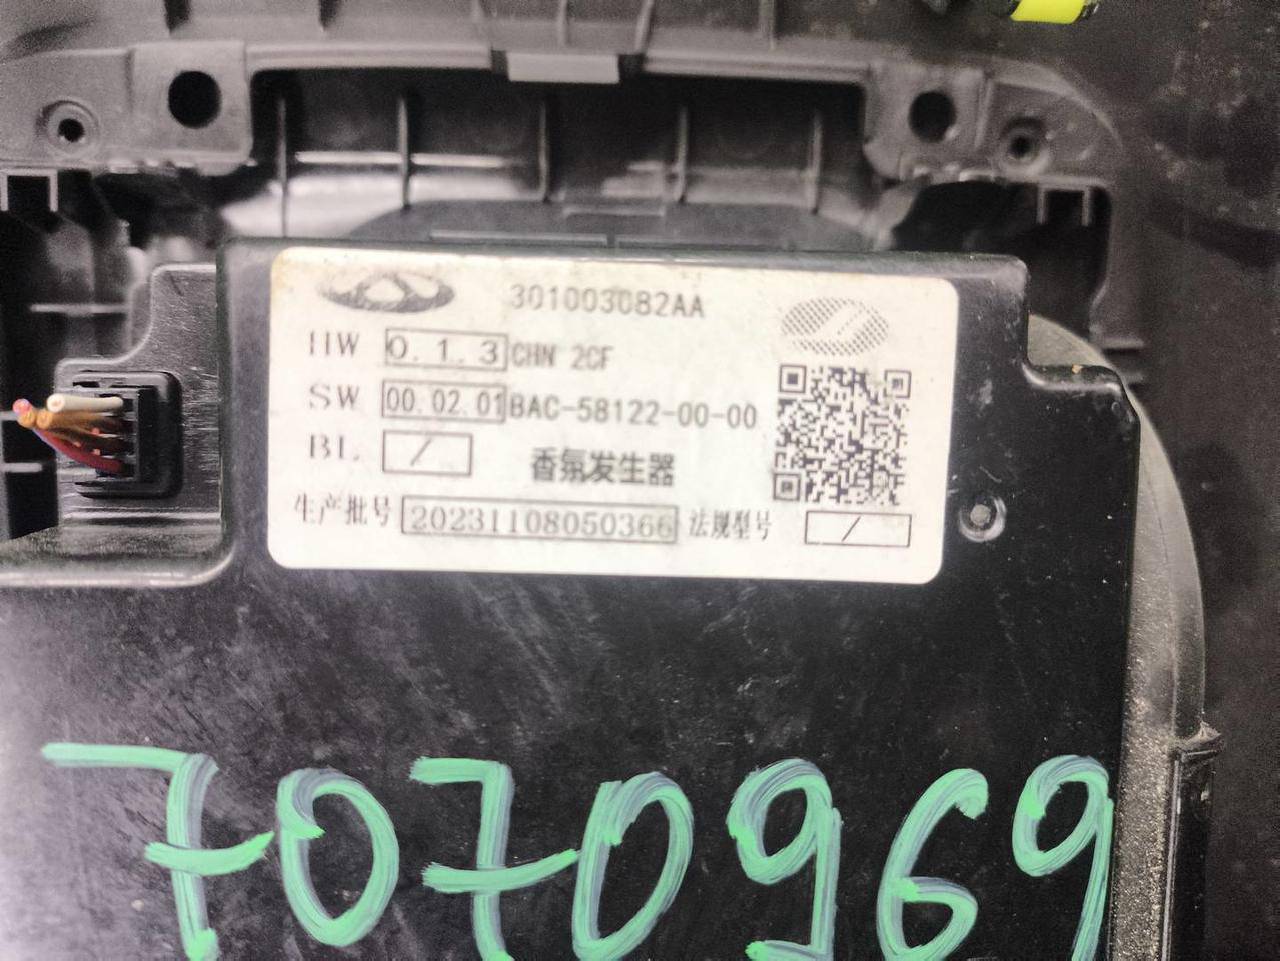 301003082AA
HW 0.1.3 CHN 2CF
SW 00.02.01 BAC-58122-00-00
BL /
香氛发生器
生产批号 20231108050366 法规型号 /
7070969